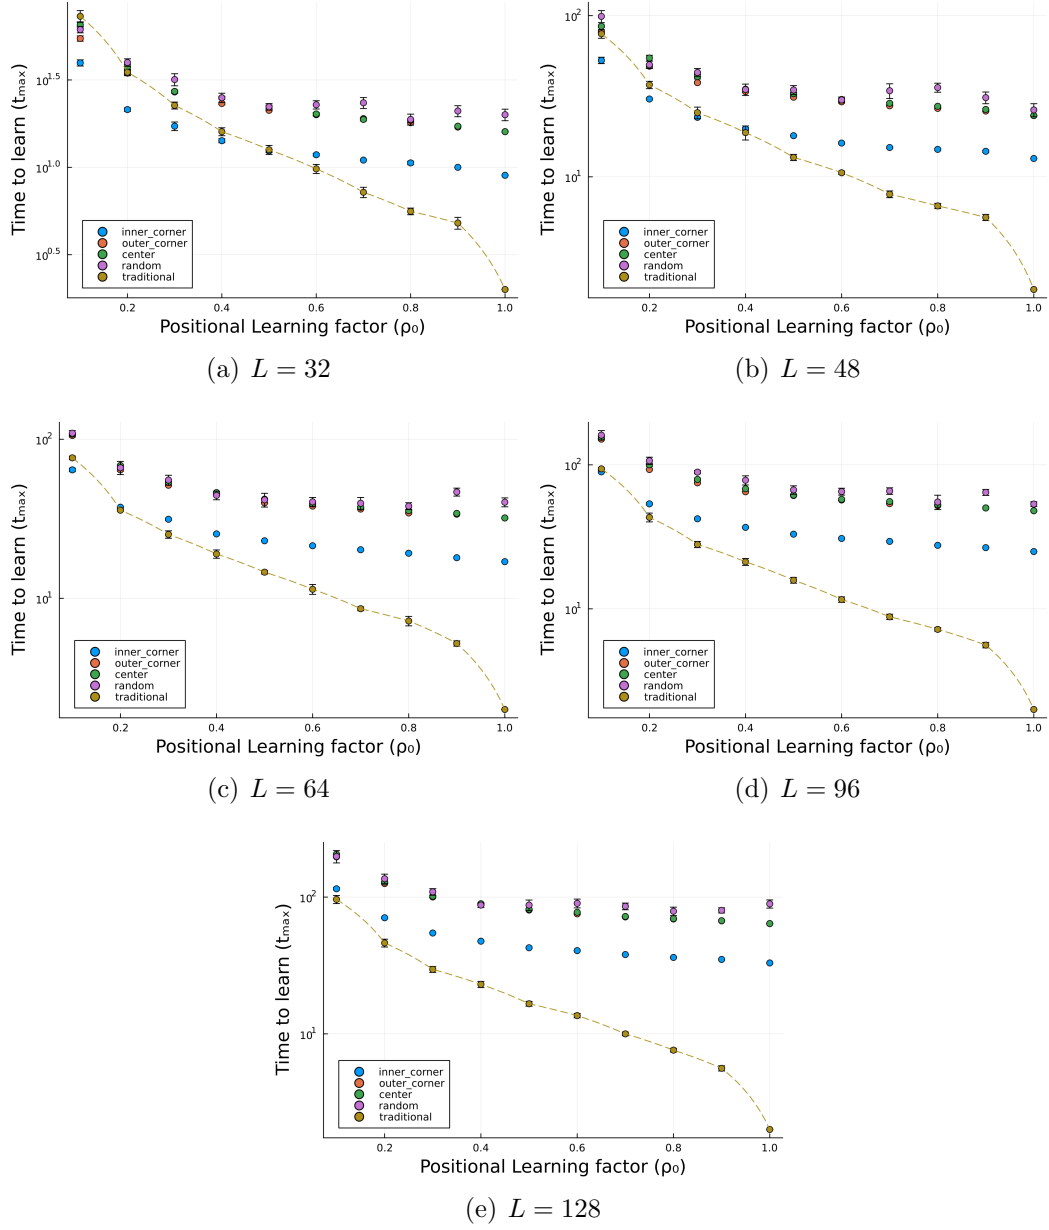 Time to learn (tₘₐₓ)
10^1.5
10^1.0
10^0.5
inner_corner
outer_corner
center
random
traditional
0.2 0.4 0.6 0.8 1.0
Positional Learning factor (ρ₀)
(a) L = 32
Time to learn (tₘₐₓ)
10^2
10^1
inner_corner
outer_corner
center
random
traditional
0.2 0.4 0.6 0.8 1.0
Positional Learning factor (ρ₀)
(b) L = 48
Time to learn (tₘₐₓ)
10^2
10^1
inner_corner
outer_corner
center
random
traditional
0.2 0.4 0.6 0.8 1.0
Positional Learning factor (ρ₀)
(c) L = 64
Time to learn (tₘₐₓ)
10^2
10^1
inner_corner
outer_corner
center
random
traditional
0.2 0.4 0.6 0.8 1.0
Positional Learning factor (ρ₀)
(d) L = 96
Time to learn (tₘₐₓ)
10^2
10^1
inner_corner
outer_corner
center
random
traditional
0.2 0.4 0.6 0.8 1.0
Positional Learning factor (ρ₀)
(e) L = 128